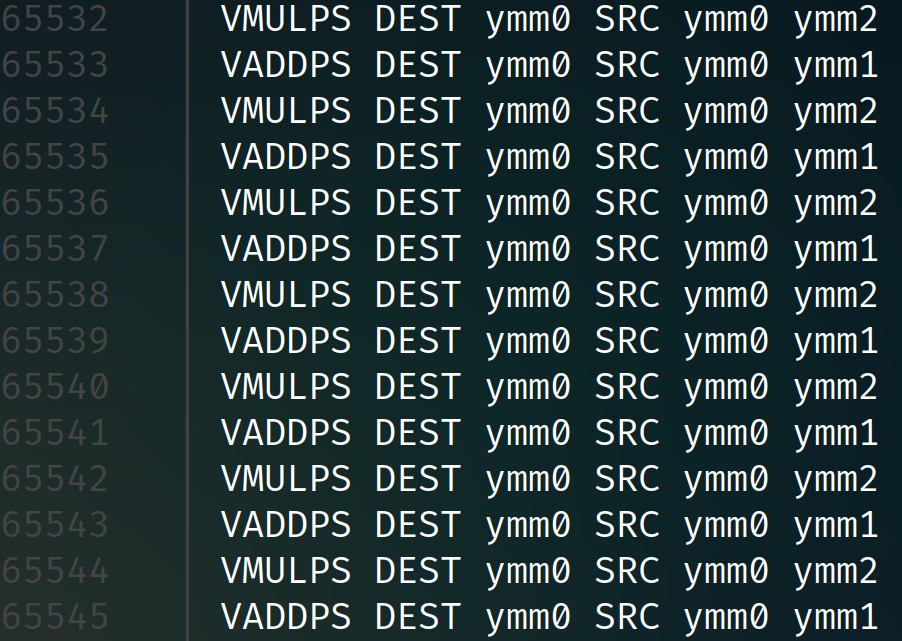 65532 VMULPS DEST ymm0 SRC ymm0 ymm2
65533 VADDPS DEST ymm0 SRC ymm0 ymm1
65534 VMULPS DEST ymm0 SRC ymm0 ymm2
65535 VADDPS DEST ymm0 SRC ymm0 ymm1
65536 VMULPS DEST ymm0 SRC ymm0 ymm2
65537 VADDPS DEST ymm0 SRC ymm0 ymm1
65538 VMULPS DEST ymm0 SRC ymm0 ymm2
65539 VADDPS DEST ymm0 SRC ymm0 ymm1
65540 VMULPS DEST ymm0 SRC ymm0 ymm2
65541 VADDPS DEST ymm0 SRC ymm0 ymm1
65542 VMULPS DEST ymm0 SRC ymm0 ymm2
65543 VADDPS DEST ymm0 SRC ymm0 ymm1
65544 VMULPS DEST ymm0 SRC ymm0 ymm2
65545 VADDPS DEST ymm0 SRC ymm0 ymm1